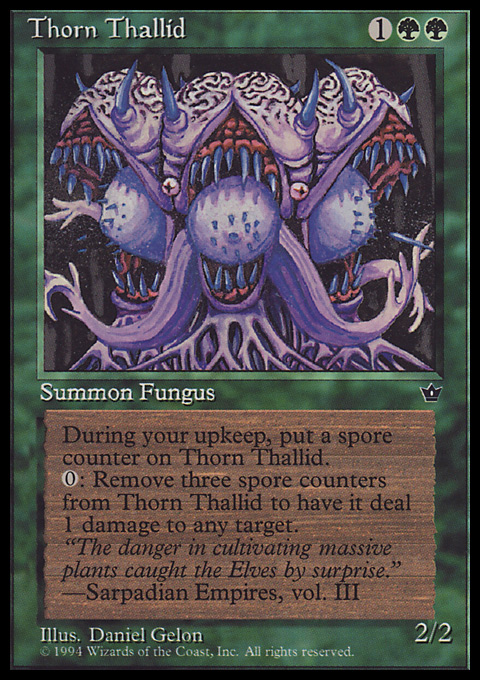 Thorn Thallid 1
Summon Fungus
During your upkeep, put a spore
counter on Thorn Thallid.
0: Remove three spore counters
from Thorn Thallid to have it deal
1 damage to any target.
“The danger in cultivating massive
plants caught the Elves by surprise.”
—Sarpadian Empires, vol. III
Illus. Daniel Gelon 2/2
© 1994 Wizards of the Coast, Inc. All rights reserved.